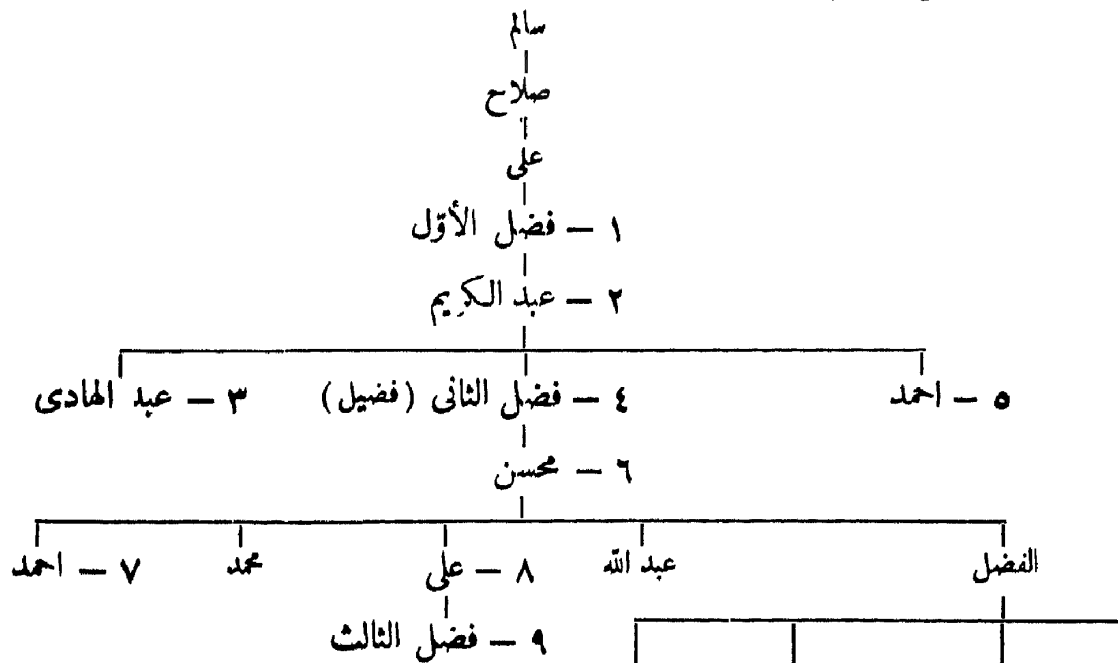 سالم
صلاح
على
١ — فضل الأوّل
٢ — عبد الكريم
٥ — احمد ٤ — فضل الثانى (فضيل) ٣ — عبد الهادى
٦ — محسن
الفضل عبد الله ٨ — على محمد ٧ — احمد
٩ — فضل الثالث